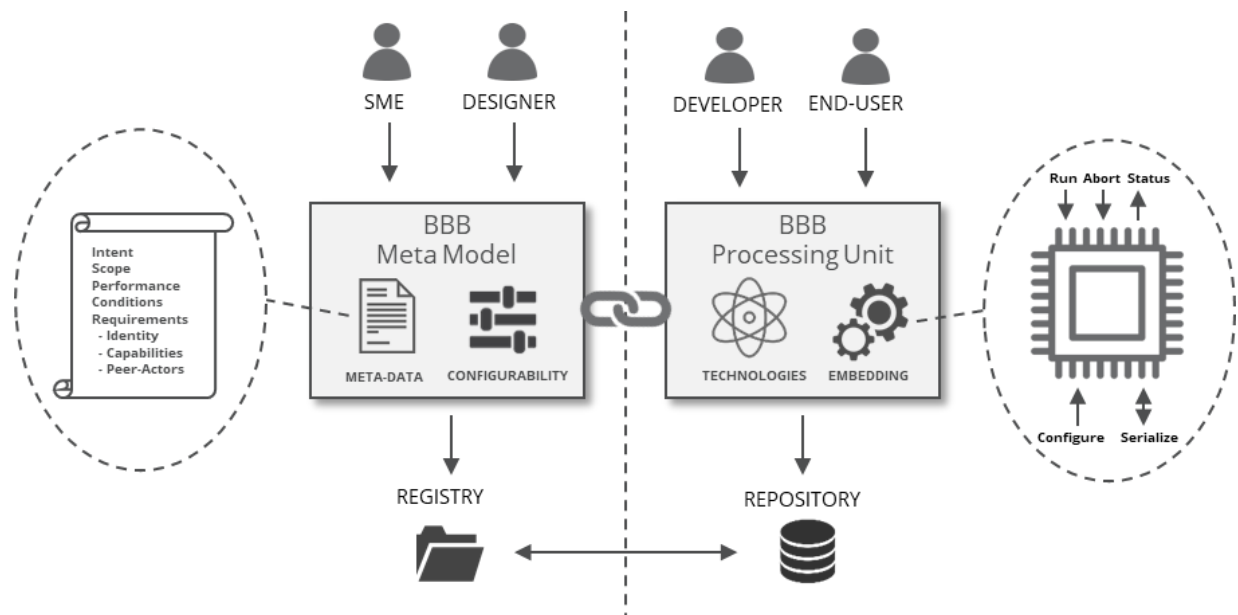 SME
DESIGNER
DEVELOPER
END-USER
Intent
Scope
Performance
Conditions
Requirements
- Identity
- Capabilities
- Peer-Actors
BBB
Meta Model
META-DATA
CONFIGURABILITY
BBB
Processing Unit
TECHNOLOGIES
EMBEDDING
Run Abort Status
Configure
Serialize
REGISTRY
REPOSITORY